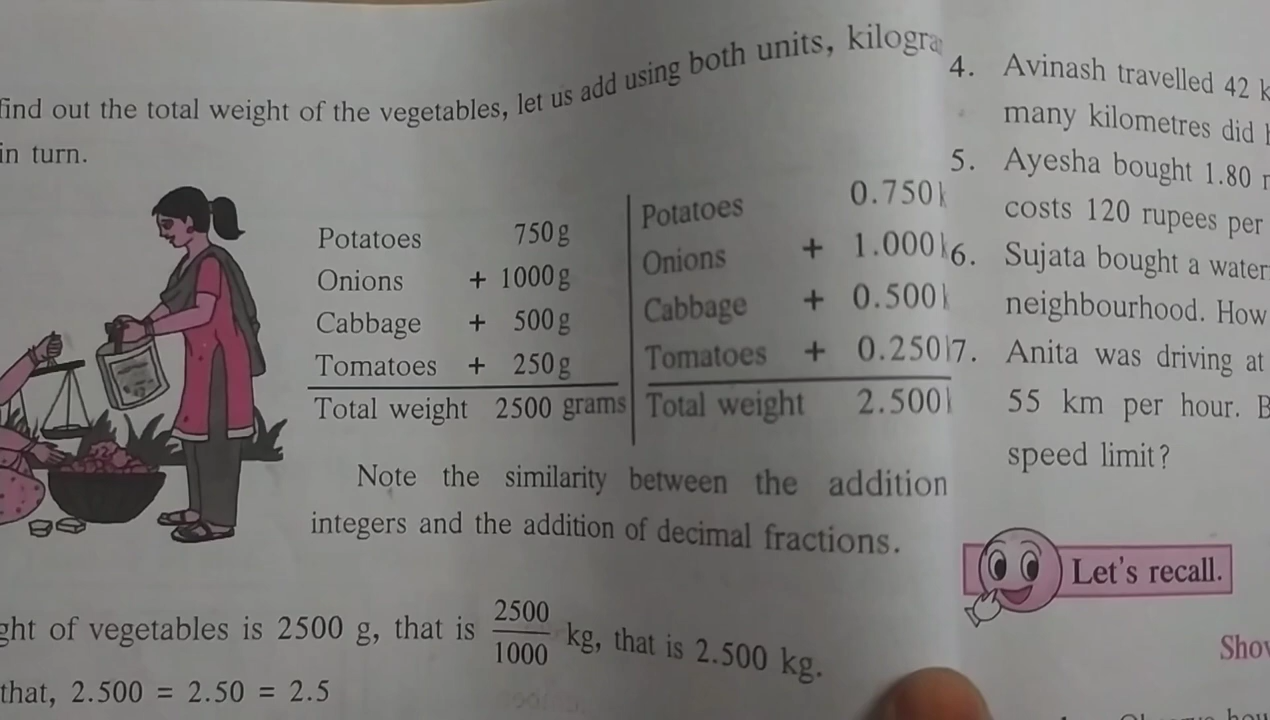 find out the total weight of the vegetables, let us add using both units,
in turn.
Potatoes 750 g
Onions + 1000 g
Cabbage + 500 g
Tomatoes + 250 g
Total weight 2500 grams
Potatoes 0.750
Onions + 1.000
Cabbage + 0.500
Tomatoes + 0.250
Total weight 2.500
Note the similarity between the addition
integers and the addition of decimal fractions.
of vegetables is 2500 g, that is 2500/1000 kg, that is 2.500 kg.
that, 2.500 = 2.50 = 2.5
4. Avinash travelled 42
many kilometres did
5. Ayesha bought 1.80
costs 120 rupees per
6. Sujata bought a water
neighbourhood. How
7. Anita was driving at
55 km per hour.
speed limit?
Let's recall.